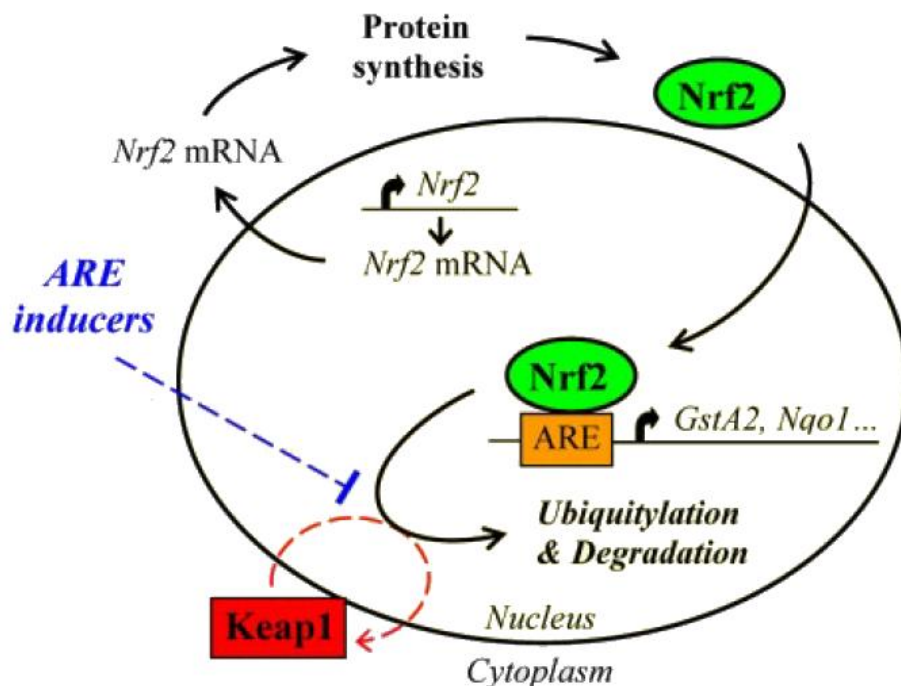 Protein
synthesis
Nrf2
Nrf2 mRNA
Nrf2
Nrf2 mRNA
ARE
inducers
Nrf2
ARE
GstA2, Nqo1...
Ubiquitylation
& Degradation
Keap1
Nucleus
Cytoplasm